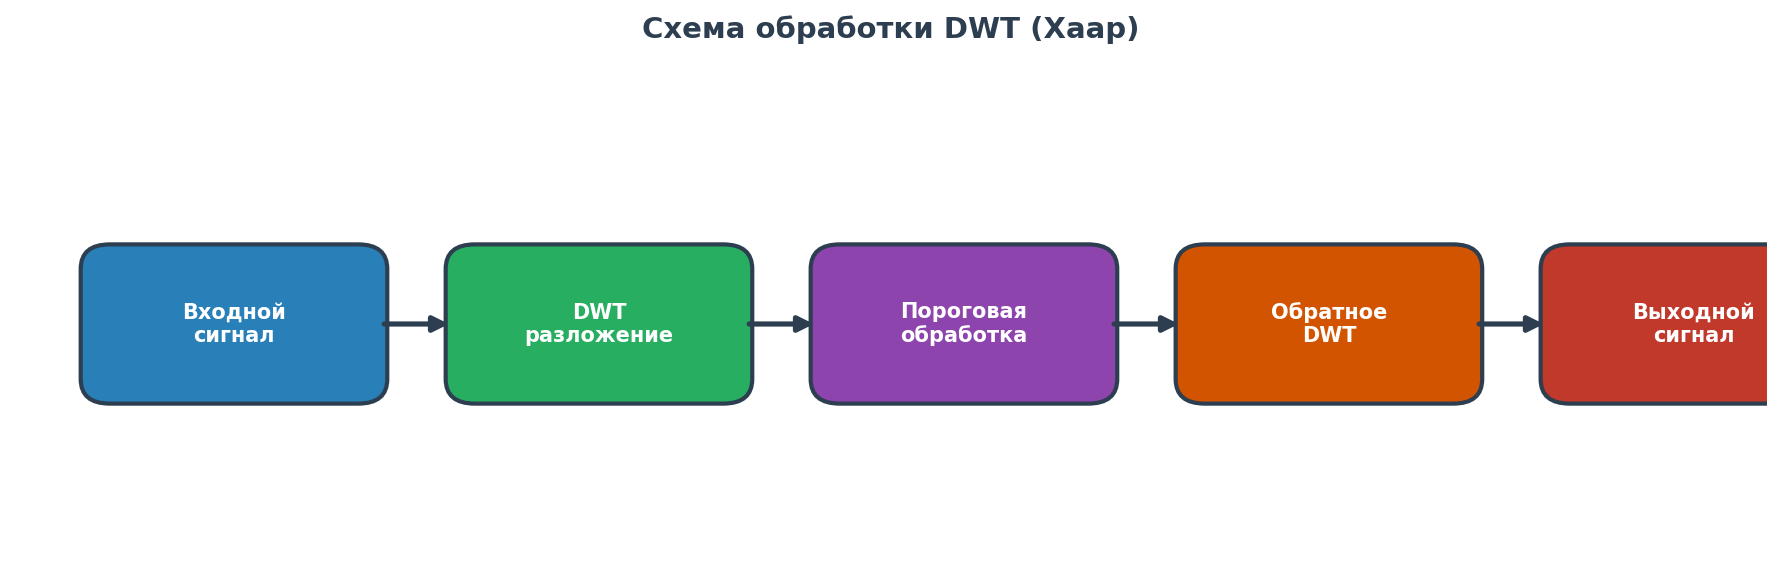 Схема обработки DWT (Хаар)
Входной
сигнал
DWT
разложение
Пороговая
обработка
Обратное
DWT
Выходной
сигнал